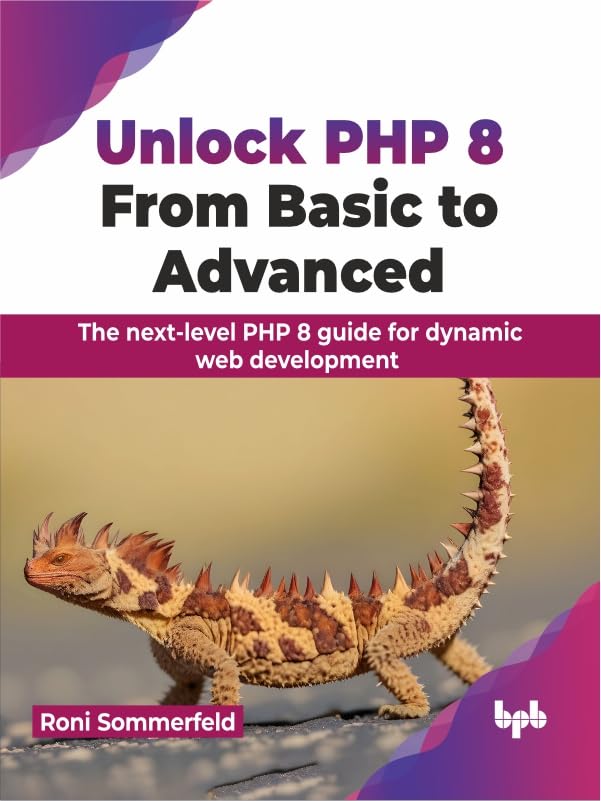 Unlock PHP 8
From Basic to
Advanced
The next-level PHP 8 guide for dynamic
web development
Roni Sommerfeld
bpb